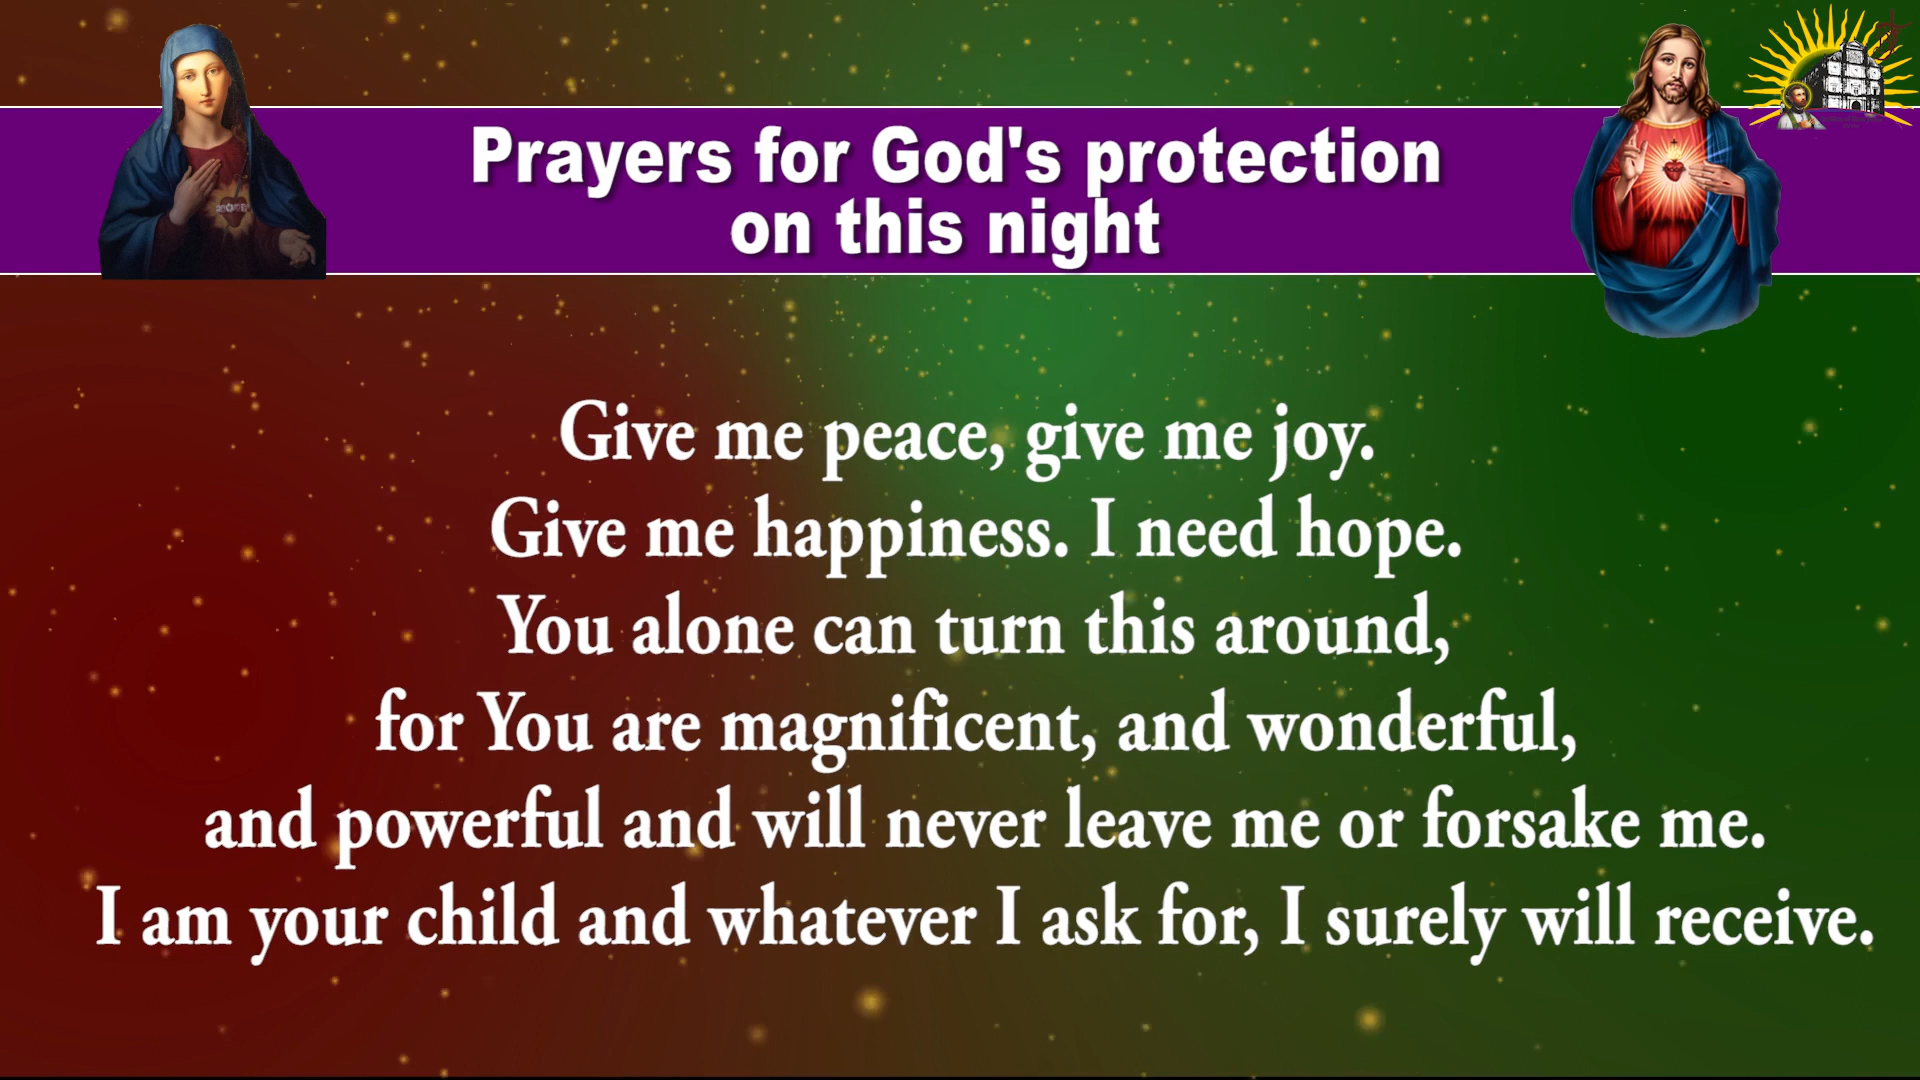 Prayers for God's protection
on this night
Give me peace, give me joy.
Give me happiness. I need hope.
You alone can turn this around,
for You are magnificent, and wonderful,
and powerful and will never leave me or forsake me.
I am your child and whatever I ask for, I surely will receive.